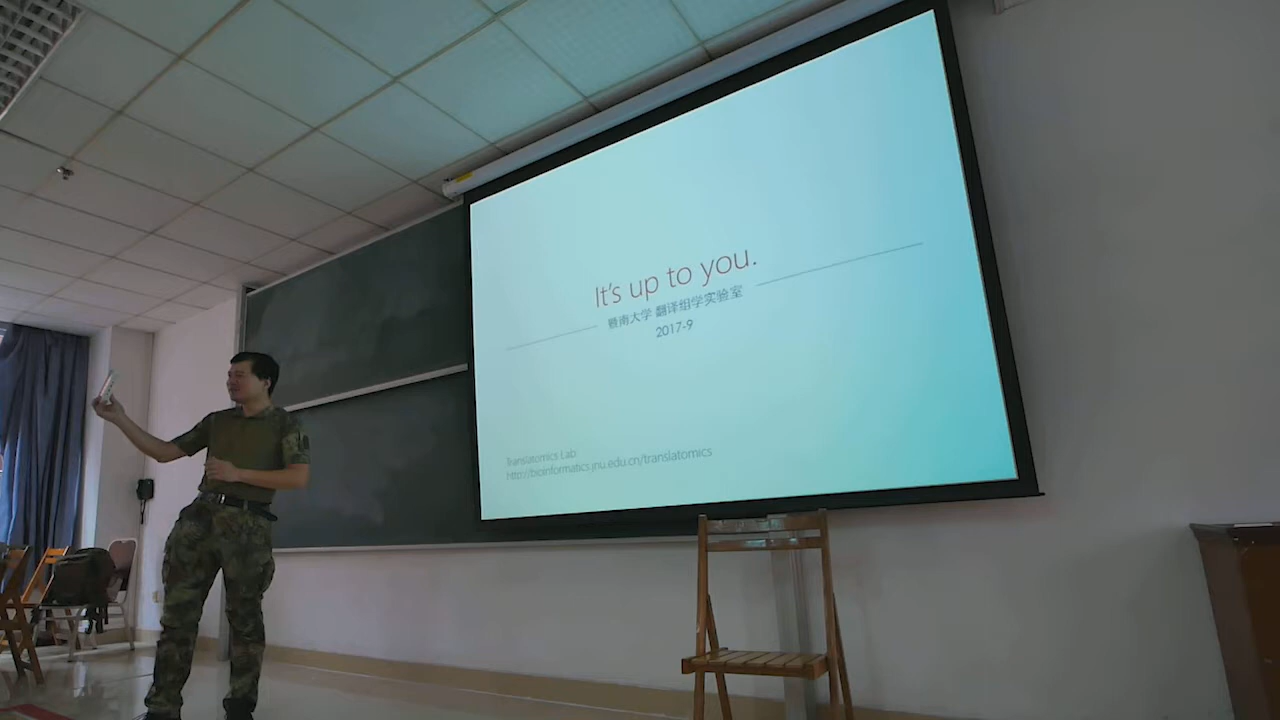 It's up to you.
暨南大学 翻译组学实验室
2017-9
Translatomics Lab
http://bioinformatics.jnu.edu.cn/translatomics